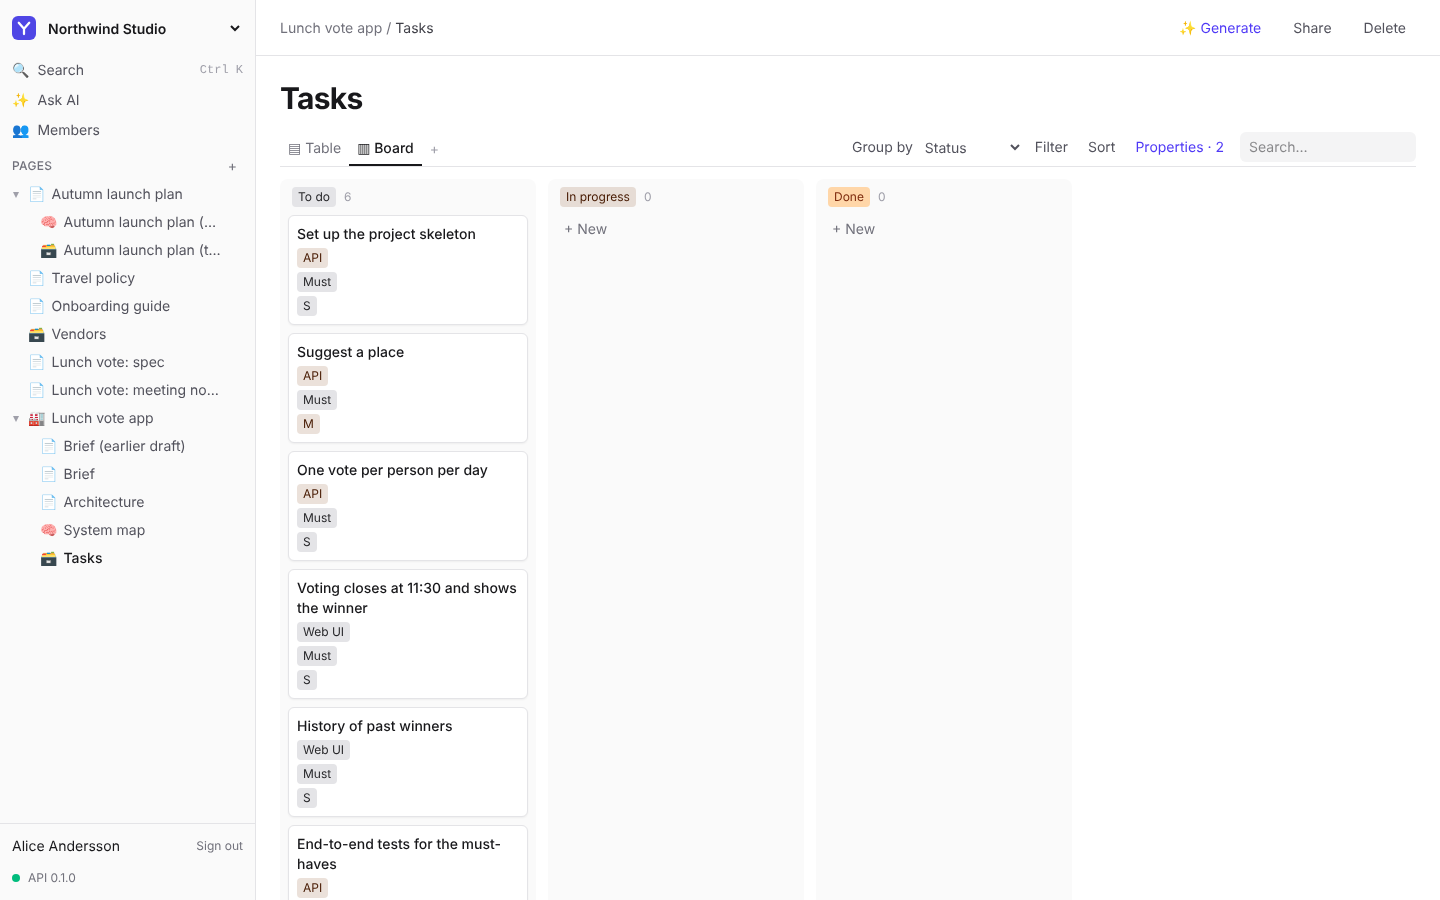 Northwind Studio
Search Ctrl K
Ask AI
Members
PAGES +
Autumn launch plan
Autumn launch plan (...
Autumn launch plan (t...
Travel policy
Onboarding guide
Vendors
Lunch vote: spec
Lunch vote: meeting no...
Lunch vote app
Brief (earlier draft)
Brief
Architecture
System map
Tasks
Alice Andersson Sign out
API 0.1.0
Lunch vote app / Tasks
Generate Share Delete
Tasks
Table Board +
Group by Status Filter Sort Properties · 2 Search...
To do 6
Set up the project skeleton
API
Must
S
Suggest a place
API
Must
M
One vote per person per day
API
Must
S
Voting closes at 11:30 and shows
the winner
Web UI
Must
S
History of past winners
Web UI
Must
S
End-to-end tests for the must-
haves
API
In progress 0
+ New
Done 0
+ New